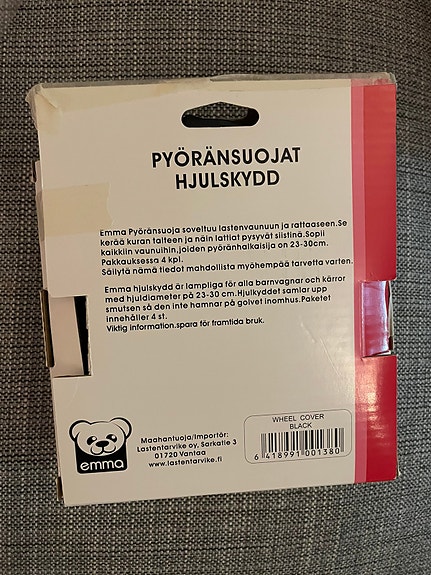 PYÖRÄNSUOJAT
HJULSKYDD
Emma Pyöränsuoja soveltuu lastenvaunuun ja rattaaseen.Se
kerää kuran talteen ja näin lattiat pysyvät siistinä.Sopii
kaikkiin vaunuihin,joiden pyöränhalkaisija on 23-30cm.
Pakkauksessa 4 kpl.
Säilytä nämä tiedot mahdollista myöhempää tarvetta varten.
Emma hjulskydd är lampliga för alla barnvagnar och kärror
med hjuldiameter på 23-30 cm.Hjulkyddet samlar upp
smutsen så den inte hamnar på golvet inomhus.Paketet
innehåller 4 st.
Viktig information.spara för framtida bruk.
emma
Maahantuoja/Importör:
Lastentarvike oy, Sarkatie 3
01720 Vantaa
www.lastentarvike.fi
WHEEL COVER
BLACK
6 418991 001380